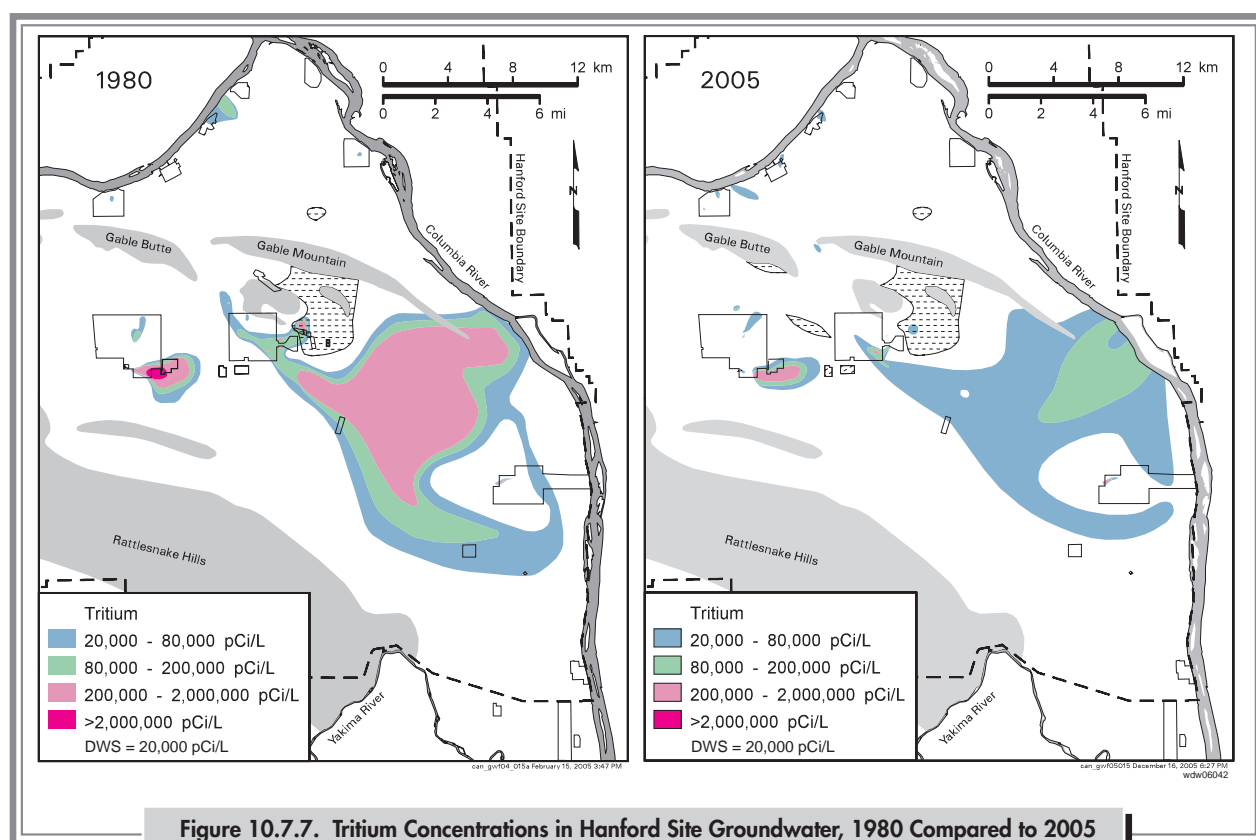 1980
0 4 8 12 km
0 2 4 6 mi
N
Hanford Site Boundary
Columbia River
Gable Butte
Gable Mountain
Rattlesnake Hills
Yakima River
Tritium
20,000 - 80,000 pCi/L
80,000 - 200,000 pCi/L
200,000 - 2,000,000 pCi/L
>2,000,000 pCi/L
DWS = 20,000 pCi/L
can_gwf04_015a February 15, 2005 3:47 PM
2005
0 4 8 12 km
0 2 4 6 mi
N
Hanford Site Boundary
Columbia River
Gable Butte
Gable Mountain
Rattlesnake Hills
Yakima River
Tritium
20,000 - 80,000 pCi/L
80,000 - 200,000 pCi/L
200,000 - 2,000,000 pCi/L
>2,000,000 pCi/L
DWS = 20,000 pCi/L
can_gwf05015 December 16, 2005 6:27 PM
wdw06042
Figure 10.7.7. Tritium Concentrations in Hanford Site Groundwater, 1980 Compared to 2005